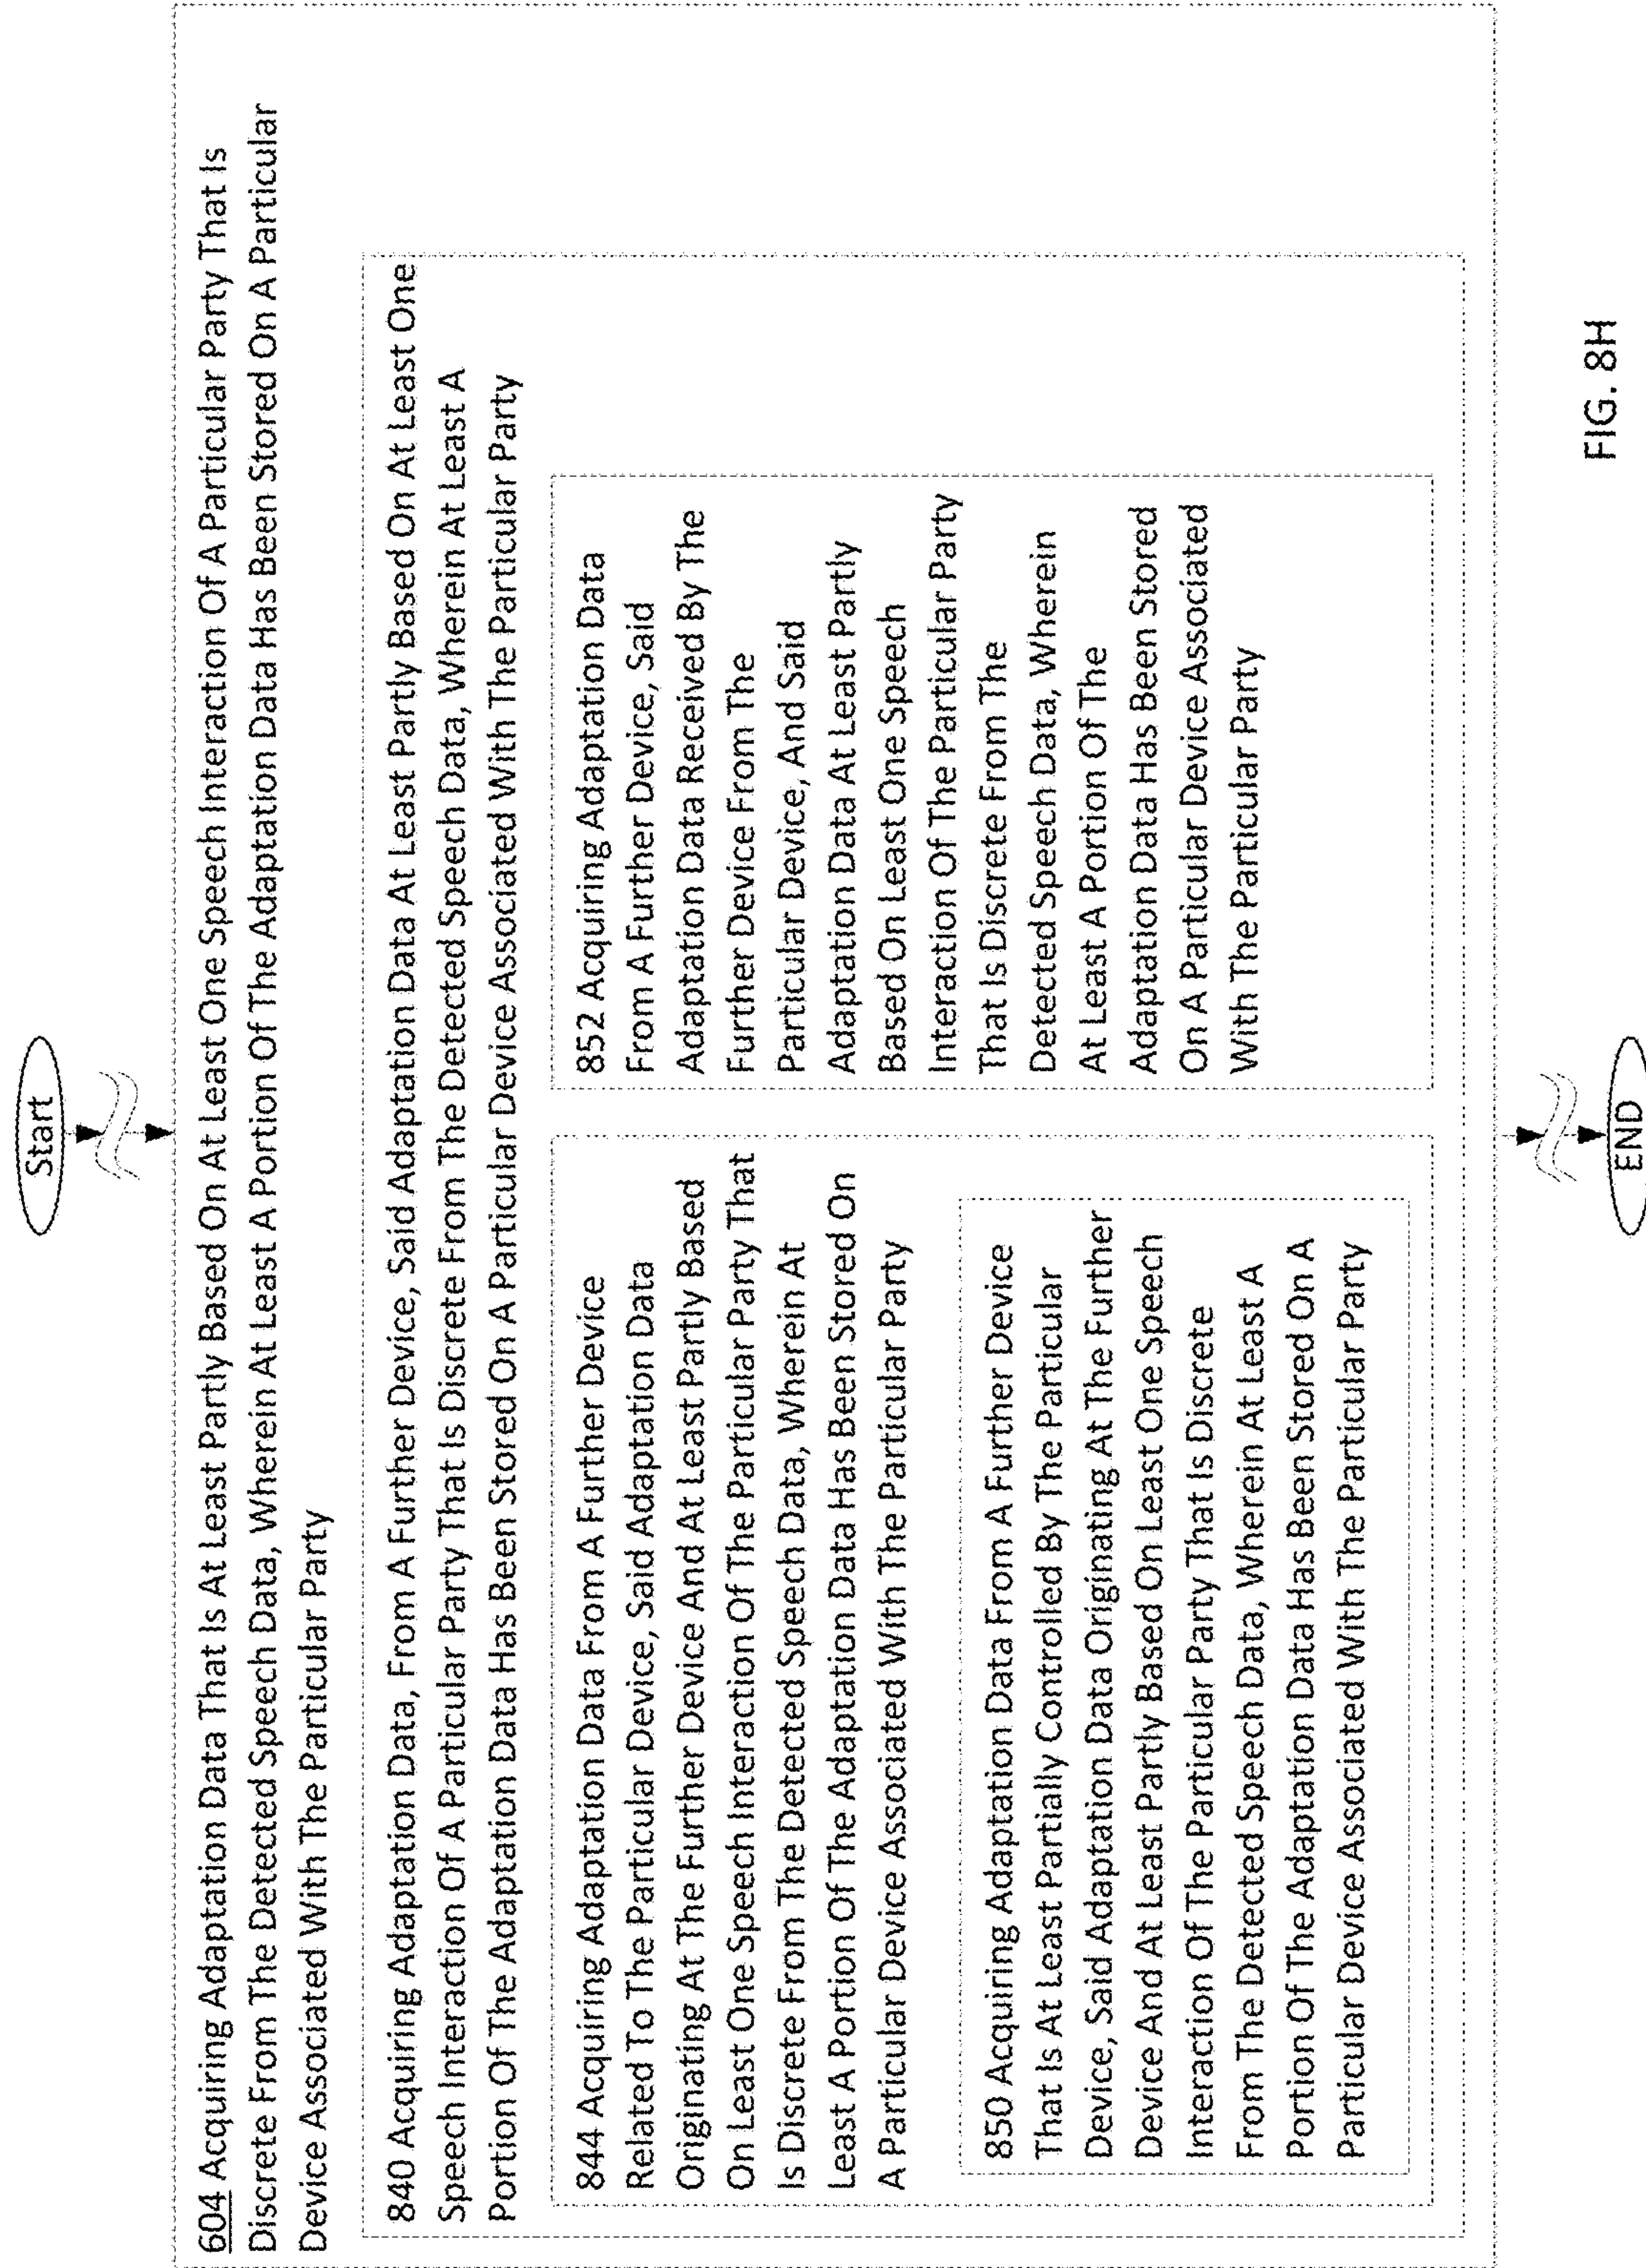 Start
604 Acquiring Adaptation Data That Is At Least Partly Based On At Least One Speech Interaction Of A Particular Party That Is
Discrete From The Detected Speech Data, Wherein At Least A Portion Of The Adaptation Data Has Been Stored On A Particular
Device Associated With The Particular Party
840 Acquiring Adaptation Data, From A Further Device, Said Adaptation Data At Least Partly Based On At Least One
Speech Interaction Of A Particular Party That Is Discrete From The Detected Speech Data, Wherein At Least A
Portion Of The Adaptation Data Has Been Stored On A Particular Device Associated With The Particular Party
844 Acquiring Adaptation Data From A Further Device
Related To The Particular Device, Said Adaptation Data
Originating At The Further Device And At Least Partly Based
On Least One Speech Interaction Of The Particular Party That
Is Discrete From The Detected Speech Data, Wherein At
Least A Portion Of The Adaptation Data Has Been Stored On
A Particular Device Associated With The Particular Party
850 Acquiring Adaptation Data From A Further Device
That Is At Least Partially Controlled By The Particular
Device, Said Adaptation Data Originating At The Further
Device And At Least Partly Based On Least One Speech
Interaction Of The Particular Party That Is Discrete
From The Detected Speech Data, Wherein At Least A
Portion Of The Adaptation Data Has Been Stored On A
Particular Device Associated With The Particular Party
852 Acquiring Adaptation Data
From A Further Device, Said
Adaptation Data Received By The
Further Device From The
Particular Device, And Said
Adaptation Data At Least Partly
Based On Least One Speech
Interaction Of The Particular Party
That Is Discrete From The
Detected Speech Data, Wherein
At Least A Portion Of The
Adaptation Data Has Been Stored
On A Particular Device Associated
With The Particular Party
END
FIG. 8H